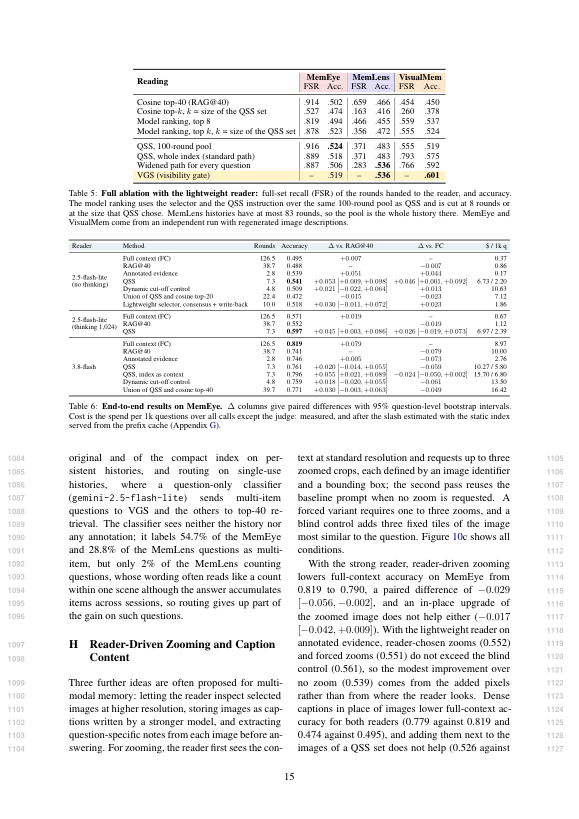 Reading MemEye MemLens VisualMem
FSR Acc. FSR Acc. FSR Acc.
Cosine top-40 (RAG@40) .914 .502 .659 .466 .454 .450
Cosine top-k, k = size of the QSS set .527 .474 .163 .416 .260 .378
Model ranking, top 8 .819 .494 .466 .455 .559 .537
Model ranking, top k, k = size of the QSS set .878 .523 .356 .472 .555 .524
QSS, 100-round pool .916 .524 .371 .483 .555 .519
QSS, whole index (standard path) .889 .518 .371 .483 .793 .575
Widened path for every question .887 .506 .283 .536 .766 .592
VGS (visibility gate) – .519 – .536 – .601
Table 5: Full ablation with the lightweight reader: full-set recall (FSR) of the rounds handed to the reader, and accuracy.
The model ranking uses the selector and the QSS instruction over the same 100-round pool as QSS and is cut at 8 rounds or
at the size that QSS chose. MemLens histories have at most 83 rounds, so the pool is the whole history there. MemEye and
VisualMem come from an independent run with regenerated image descriptions.
Reader Method Rounds Accuracy Δ vs. RAG@40 Δ vs. FC $ / 1k q
2.5-flash-lite
(no thinking)
Full context (FC) 126.5 0.495 +0.007 – 0.37
RAG@40 38.7 0.488 – −0.007 0.86
Annotated evidence 2.8 0.539 +0.051 +0.044 0.17
QSS 7.3 0.541 +0.053 [+0.009, +0.098] +0.046 [+0.001, +0.092] 6.73 / 2.20
Dynamic cut-off control 4.8 0.509 +0.021 [−0.022, +0.064] +0.013 10.63
Union of QSS and cosine top-20 22.4 0.472 −0.015 −0.023 7.12
Lightweight selector, consensus + write-back 10.0 0.518 +0.030 [−0.011, +0.072] +0.023 1.86
2.5-flash-lite
(thinking 1,024)
Full context (FC) 126.5 0.571 +0.019 – 0.67
RAG@40 38.7 0.552 – −0.019 1.12
QSS 7.3 0.597 +0.045 [+0.003, +0.086] +0.026 [−0.019, +0.073] 6.97 / 2.39
3.8-flash
Full context (FC) 126.5 0.819 +0.079 – 8.97
RAG@40 38.7 0.741 – −0.079 10.00
Annotated evidence 2.8 0.746 +0.005 −0.073 2.76
QSS 7.3 0.761 +0.020 [−0.014, +0.055] −0.059 10.27 / 5.80
QSS, index as context 7.3 0.796 +0.055 [+0.021, +0.089] −0.024 [−0.050, +0.002] 15.70 / 6.80
Dynamic cut-off control 4.8 0.759 +0.018 [−0.020, +0.055] −0.061 13.50
Union of QSS and cosine top-40 39.7 0.771 +0.030 [−0.003, +0.063] −0.049 16.42
Table 6: End-to-end results on MemEye. Δ columns give paired differences with 95% question-level bootstrap intervals.
Cost is the spend per 1k questions over all calls except the judge: measured, and after the slash estimated with the static index
served from the prefix cache (Appendix G).
1084 original and of the compact index on per-
1085 sistent histories, and routing on single-use
1086 histories, where a question-only classifier
1087 (gemini-2.5-flash-lite) sends multi-item
1088 questions to VGS and the others to top-40 re-
1089 trieval. The classifier sees neither the history nor
1090 any annotation; it labels 54.7% of the MemEye
1091 and 28.8% of the MemLens questions as multi-
1092 item, but only 2% of the MemLens counting
1093 questions, whose wording often reads like a count
1094 within one scene although the answer accumulates
1095 items across sessions, so routing gives up part of
1096 the gain on such questions.
1097 H Reader-Driven Zooming and Caption
1098 Content
1099 Three further ideas are often proposed for multi-
1100 modal memory: letting the reader inspect selected
1101 images at higher resolution, storing images as cap-
1102 tions written by a stronger model, and extracting
1103 question-specific notes from each image before an-
1104 swering. For zooming, the reader first sees the con-
text at standard resolution and requests up to three 1105
zoomed crops, each defined by an image identifier 1106
and a bounding box; the second pass reuses the 1107
baseline prompt when no zoom is requested. A 1108
forced variant requires one to three zooms, and a 1109
blind control adds three fixed tiles of the image 1110
most similar to the question. Figure 10c shows all 1111
conditions. 1112
With the strong reader, reader-driven zooming 1113
lowers full-context accuracy on MemEye from 1114
0.819 to 0.790, a paired difference of −0.029 1115
[−0.056, −0.002], and an in-place upgrade of 1116
the zoomed image does not help either (−0.017 1117
[−0.042, +0.009]). With the lightweight reader on 1118
annotated evidence, reader-chosen zooms (0.552) 1119
and forced zooms (0.551) do not exceed the blind 1120
control (0.561), so the modest improvement over 1121
no zoom (0.539) comes from the added pixels 1122
rather than from where the reader looks. Dense 1123
captions in place of images lower full-context ac- 1124
curacy for both readers (0.779 against 0.819 and 1125
0.474 against 0.495), and adding them next to the 1126
images of a QSS set does not help (0.526 against 1127
15